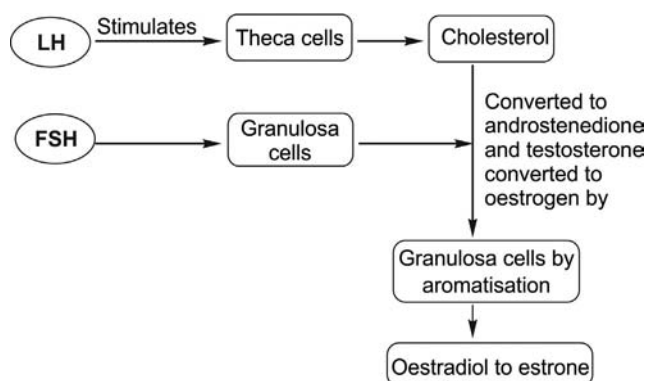 LH
Stimulates
Theca cells
Cholesterol
FSH
Granulosa
cells
Converted to
androstenedione
and testosterone
converted to
oestrogen by
Granulosa cells by
aromatisation
Oestradiol to estrone